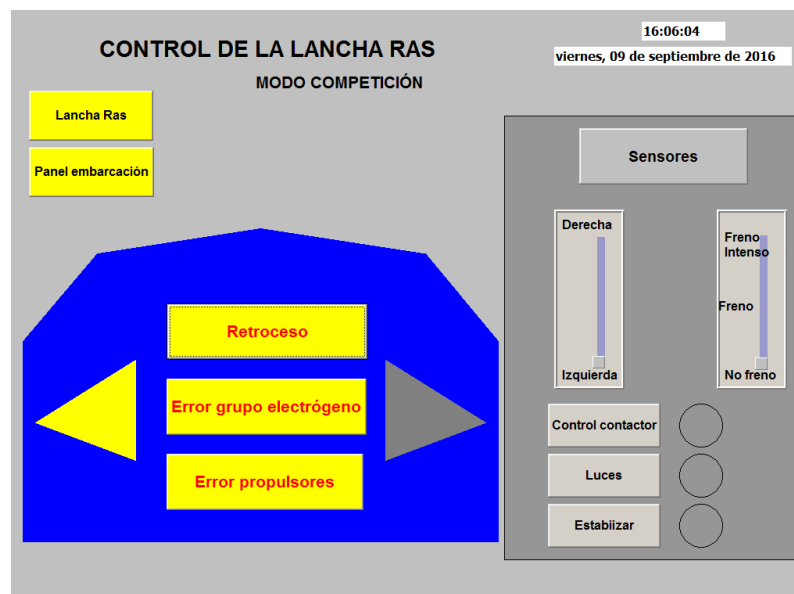 CONTROL DE LA LANCHA RAS
MODO COMPETICIÓN
16:06:04
viernes, 09 de septiembre de 2016
Lancha Ras
Panel embarcación
Retroceso
Error grupo electrógeno
Error propulsores
Sensores
Derecha
Izquierda
Freno
Intenso
Freno
No freno
Control contactor
Luces
Estabiizar